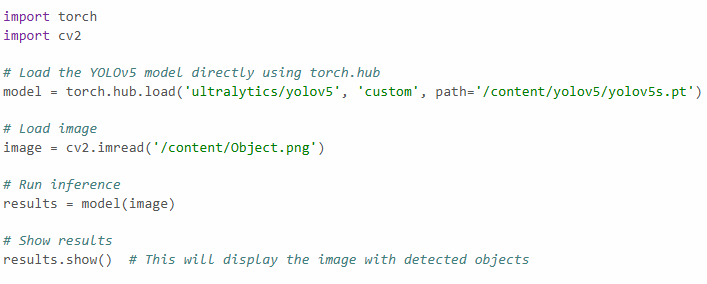 import torch
import cv2
# Load the YOLOv5 model directly using torch.hub
model = torch.hub.load('ultralytics/yolov5', 'custom', path='/content/yolov5/yolov5s.pt')
# Load image
image = cv2.imread('/content/Object.png')
# Run inference
results = model(image)
# Show results
results.show()  # This will display the image with detected objects